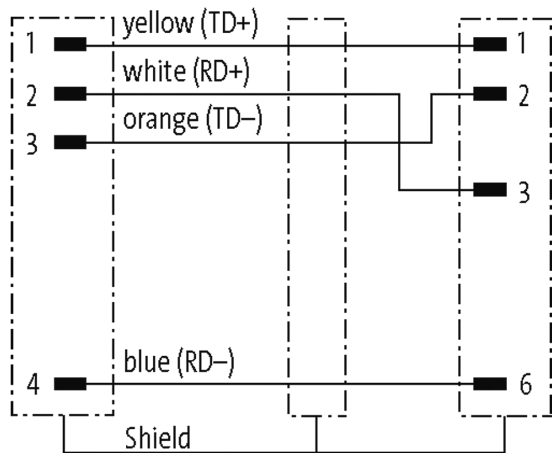 yellow (TD+)
1 1
white (RD+)
2 2
orange (TD–)
3
3
blue (RD–)
4 6
Shield